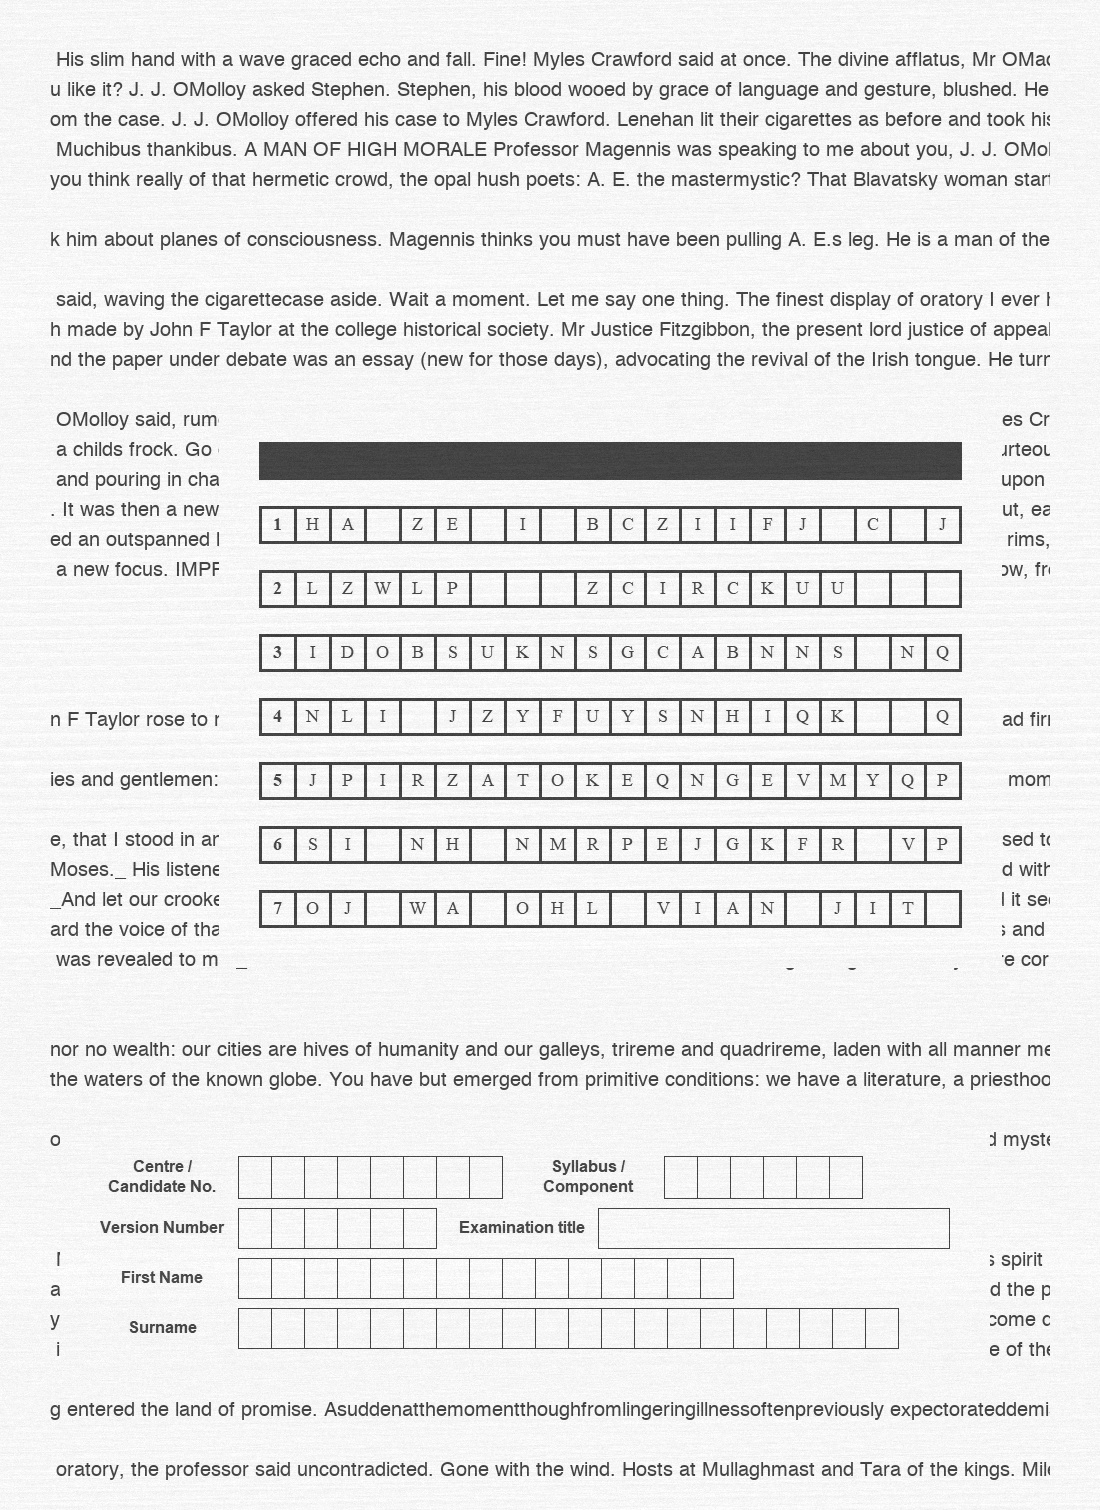 His slim hand with a wave graced echo and fall. Fine! Myles Crawford said at once. The divine afflatus, Mr OMac
u like it? J. J. OMolloy asked Stephen. Stephen, his blood wooed by grace of language and gesture, blushed. He
om the case. J. J. OMolloy offered his case to Myles Crawford. Lenehan lit their cigarettes as before and took his
Muchibus thankibus. A MAN OF HIGH MORALE Professor Magennis was speaking to me about you, J. J. OMol
you think really of that hermetic crowd, the opal hush poets: A. E. the mastermystic? That Blavatsky woman start
k him about planes of consciousness. Magennis thinks you must have been pulling A. E.s leg. He is a man of the
said, waving the cigarettecase aside. Wait a moment. Let me say one thing. The finest display of oratory I ever h
h made by John F Taylor at the college historical society. Mr Justice Fitzgibbon, the present lord justice of appeal
nd the paper under debate was an essay (new for those days), advocating the revival of the Irish tongue. He turn
OMolloy said, rum es Cr
a childs frock. Go urteou
and pouring in cha upon
. It was then a new ut, ea
ed an outspanned rims,
a new focus. IMPF ow, fr
1 H A Z E I B C Z I I F J C J
2 L Z W L P Z C I R C K U U
3 I D O B S U K N S G C A B N N S N Q
4 N L I J Z Y F U Y S N H I Q K Q
5 J P I R Z A T O K E Q N G E V M Y Q P
6 S I N H N M R P E J G K F R V P
7 O J W A O H L V I A N J I T
n F Taylor rose to ad firm
ies and gentlemen: mom
e, that I stood in an sed to
Moses._ His listene d with
_And let our crooke l it see
ard the voice of tha s and
was revealed to m _ re cor
nor no wealth: our cities are hives of humanity and our galleys, trireme and quadrireme, laden with all manner me
the waters of the known globe. You have but emerged from primitive conditions: we have a literature, a priesthoo
o d myste
Centre / Candidate No. Syllabus / Component
Version Number Examination title
s spirit
First Name
a d the p
y come d
Surname
i e of the
g entered the land of promise. Asuddenatthemomentthoughfromlingeringillnessoftenpreviously expectorateddemi
oratory, the professor said uncontradicted. Gone with the wind. Hosts at Mullaghmast and Tara of the kings. Mile